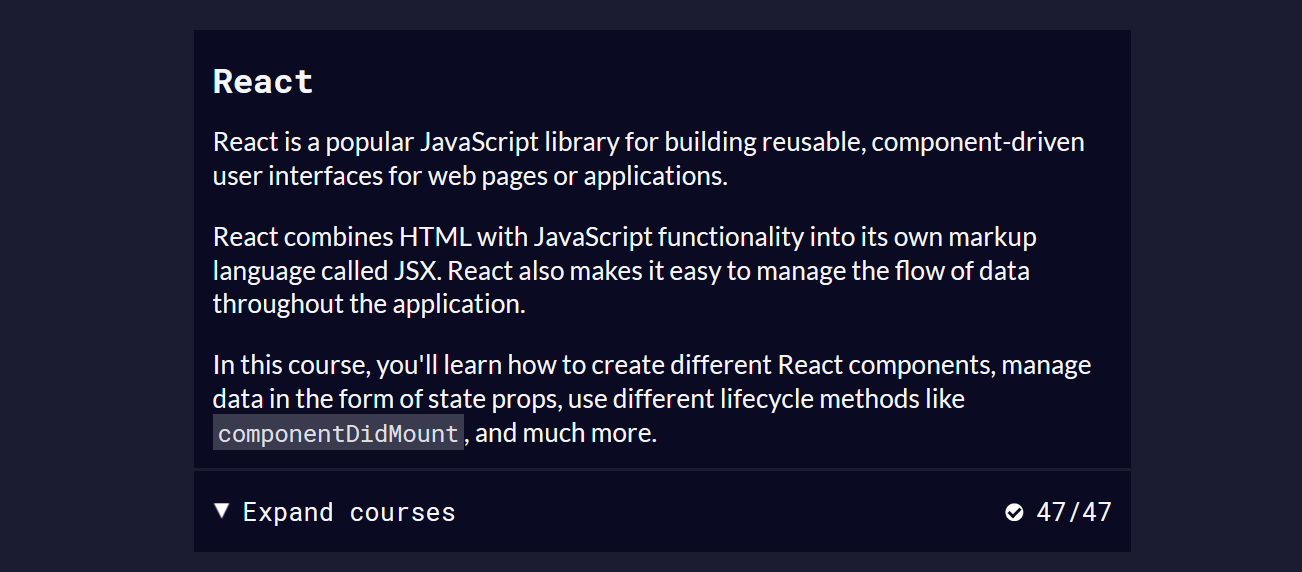 React
React is a popular JavaScript library for building reusable, component-driven
user interfaces for web pages or applications.
React combines HTML with JavaScript functionality into its own markup
language called JSX. React also makes it easy to manage the flow of data
throughout the application.
In this course, you'll learn how to create different React components, manage
data in the form of state props, use different lifecycle methods like
componentDidMount, and much more.
Expand courses 47/47